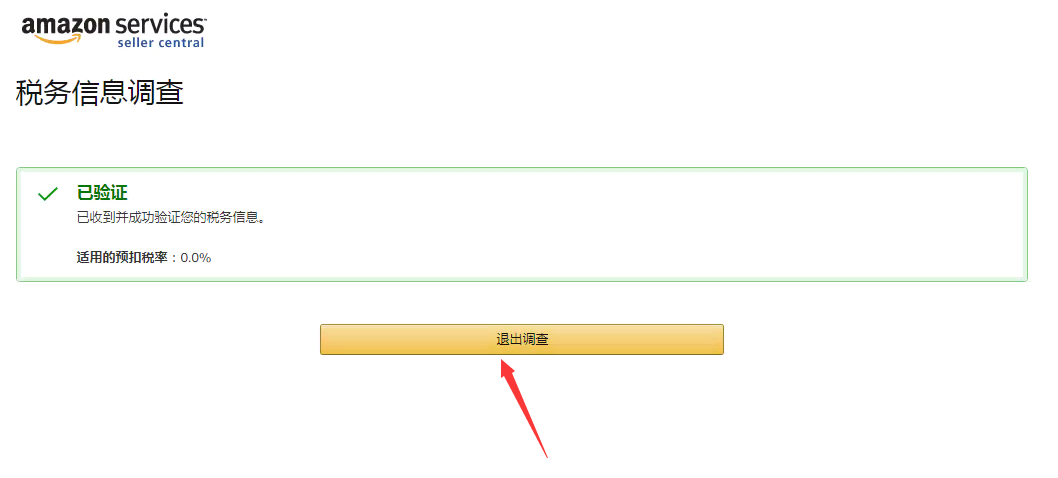 amazon services
seller central
税务信息调查
已验证
已收到并成功验证您的税务信息。
适用的预扣税率：0.0%
退出调查